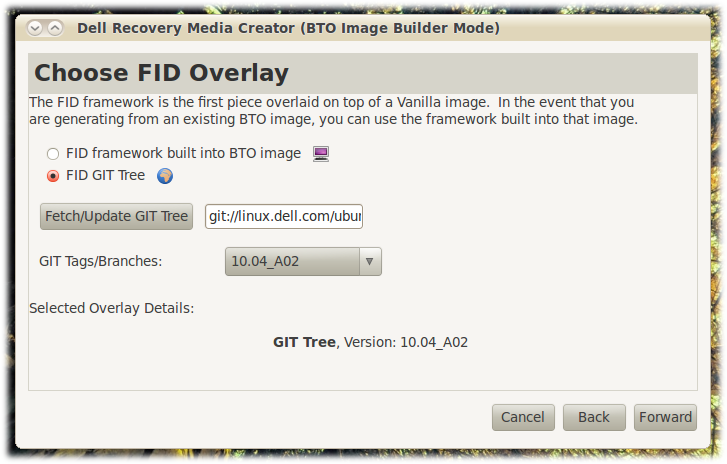 Dell Recovery Media Creator (BTO Image Builder Mode)
Choose FID Overlay
The FID framework is the first piece overlaid on top of a Vanilla image.  In the event that you
are generating from an existing BTO image, you can use the framework built into that image.
FID framework built into BTO image
FID GIT Tree
Fetch/Update GIT Tree git://linux.dell.com/ubun
GIT Tags/Branches: 10.04_A02
Selected Overlay Details:
GIT Tree, Version: 10.04_A02
Cancel Back Forward